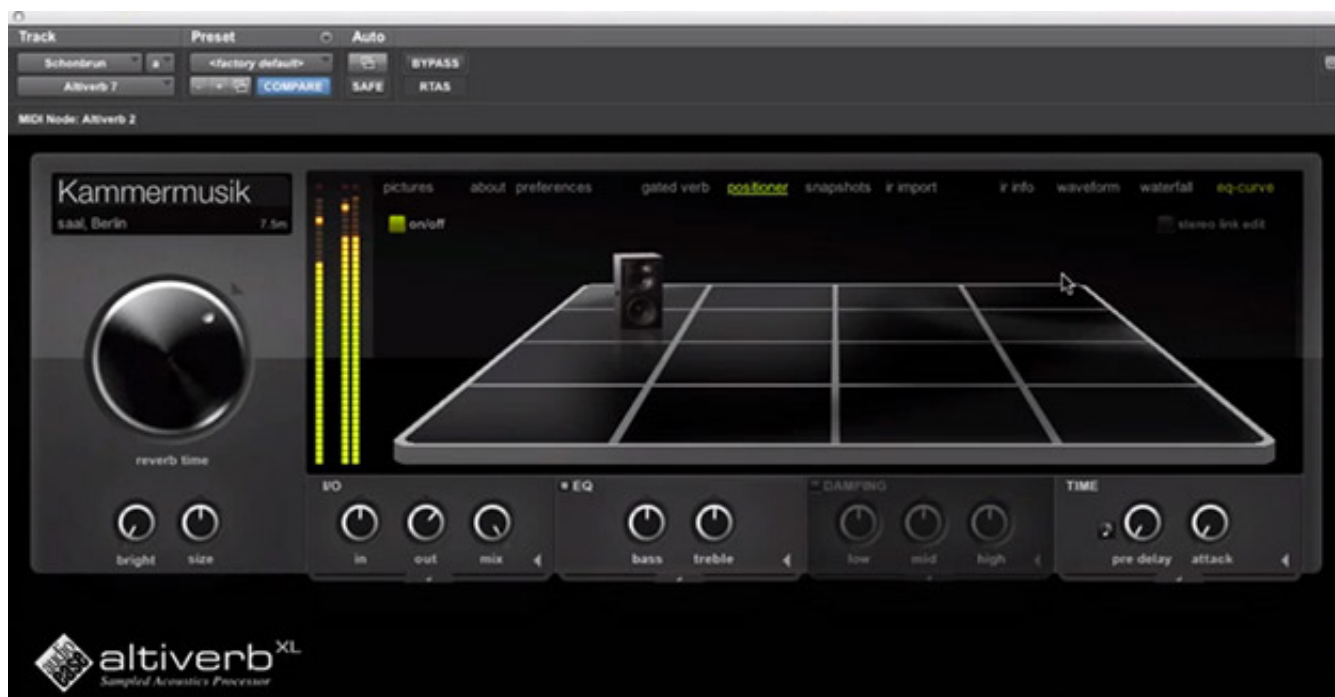 Track Preset Auto
Schonbrun a <factory default> BYPASS
Altiverb 7 COMPARE SAFE RTAS
MIDI Node: Altiverb 2
Kammermusik
saal, Berlin 7.5m
pictures about preferences gated verb positioner snapshots ir import ir info waveform waterfall eq-curve
on/off stereo link edit
reverb time
I/O EQ DAMPING TIME
bright size in out mix bass treble low mid high pre delay attack
audio ease
altiverb XL
Sampled Acoustics Processor